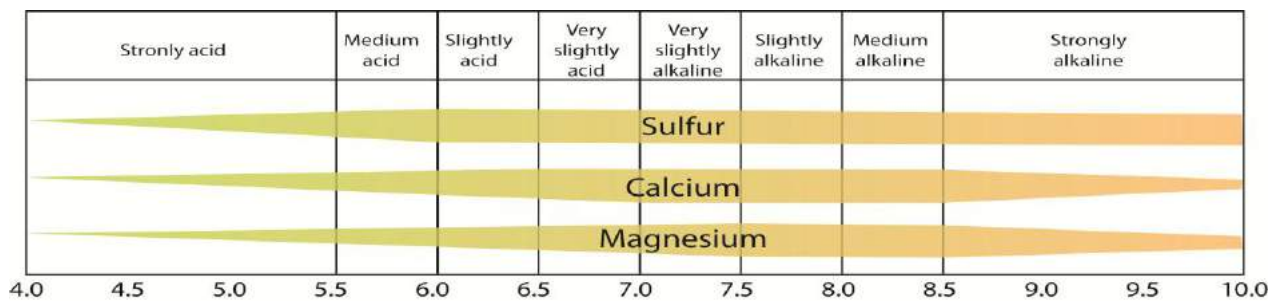 Stronly acid
Medium
acid
Slightly
acid
Very
slightly
acid
Very
slightly
alkaline
Slightly
alkaline
Medium
alkaline
Strongly
alkaline
Sulfur
Calcium
Magnesium
4.0 4.5 5.0 5.5 6.0 6.5 7.0 7.5 8.0 8.5 9.0 9.5 10.0